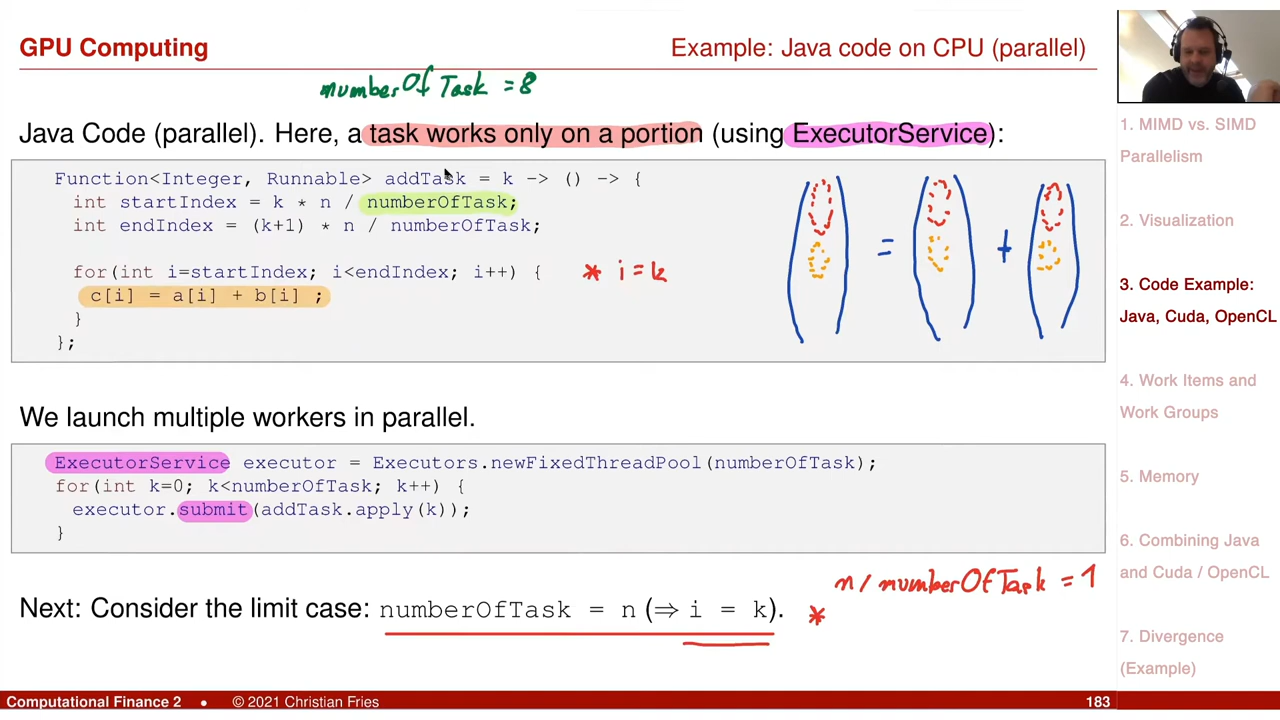 GPU Computing
Example: Java code on CPU (parallel)
numberOfTask = 8
Java Code (parallel). Here, a task works only on a portion (using ExecutorService):
Function<Integer, Runnable> addTask = k -> () -> {
int startIndex = k * n / numberOfTask;
int endIndex = (k+1) * n / numberOfTask;
for(int i=startIndex; i<endIndex; i++) {
* i = k
c[i] = a[i] + b[i] ;
}
};
= +
We launch multiple workers in parallel.
ExecutorService executor = Executors.newFixedThreadPool(numberOfTask);
for(int k=0; k<numberOfTask; k++) {
executor.submit(addTask.apply(k));
}
n / numberOfTask = 1
Next: Consider the limit case: numberOfTask = n (⇒ i = k). *
1. MIMD vs. SIMD
Parallelism
2. Visualization
3. Code Example:
Java, Cuda, OpenCL
4. Work Items and
Work Groups
5. Memory
6. Combining Java
and Cuda / OpenCL
7. Divergence
(Example)
Computational Finance 2 • © 2021 Christian Fries
183